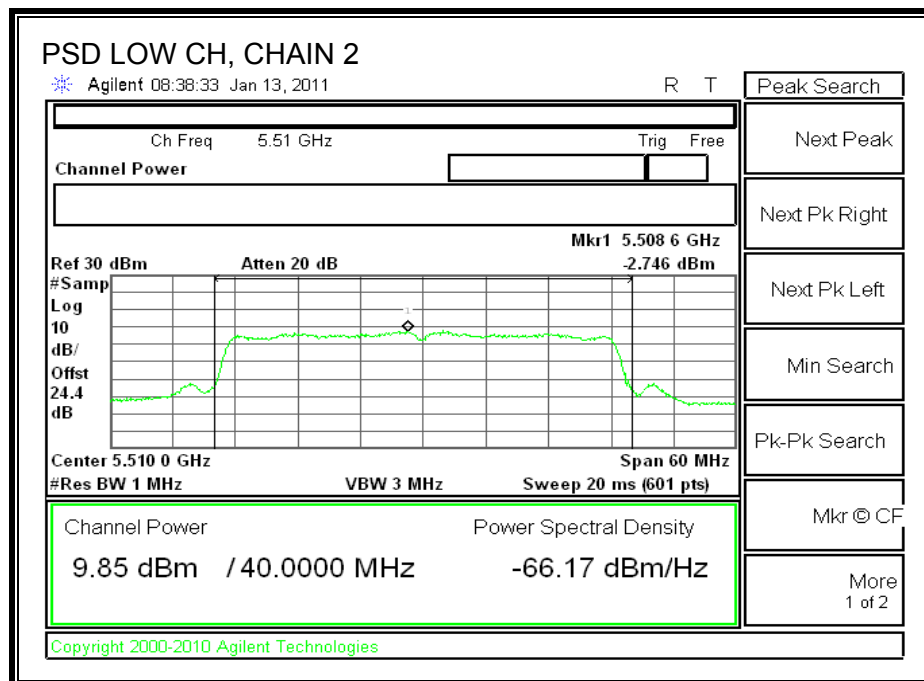 PSD LOW CH, CHAIN 2
Agilent 08:38:33 Jan 13, 2011 R T
Peak Search
Ch Freq 5.51 GHz Trig Free
Channel Power
Next Peak
Next Pk Right
Mkr1 5.508 6 GHz
Ref 30 dBm Atten 20 dB -2.746 dBm
#Samp
Log
10
dB/
Offst
24.4
dB
1
Next Pk Left
Min Search
Pk-Pk Search
Center 5.510 0 GHz Span 60 MHz
#Res BW 1 MHz VBW 3 MHz Sweep 20 ms (601 pts)
Channel Power Power Spectral Density
9.85 dBm / 40.0000 MHz -66.17 dBm/Hz
Mkr © CF
More
1 of 2
Copyright 2000-2010 Agilent Technologies